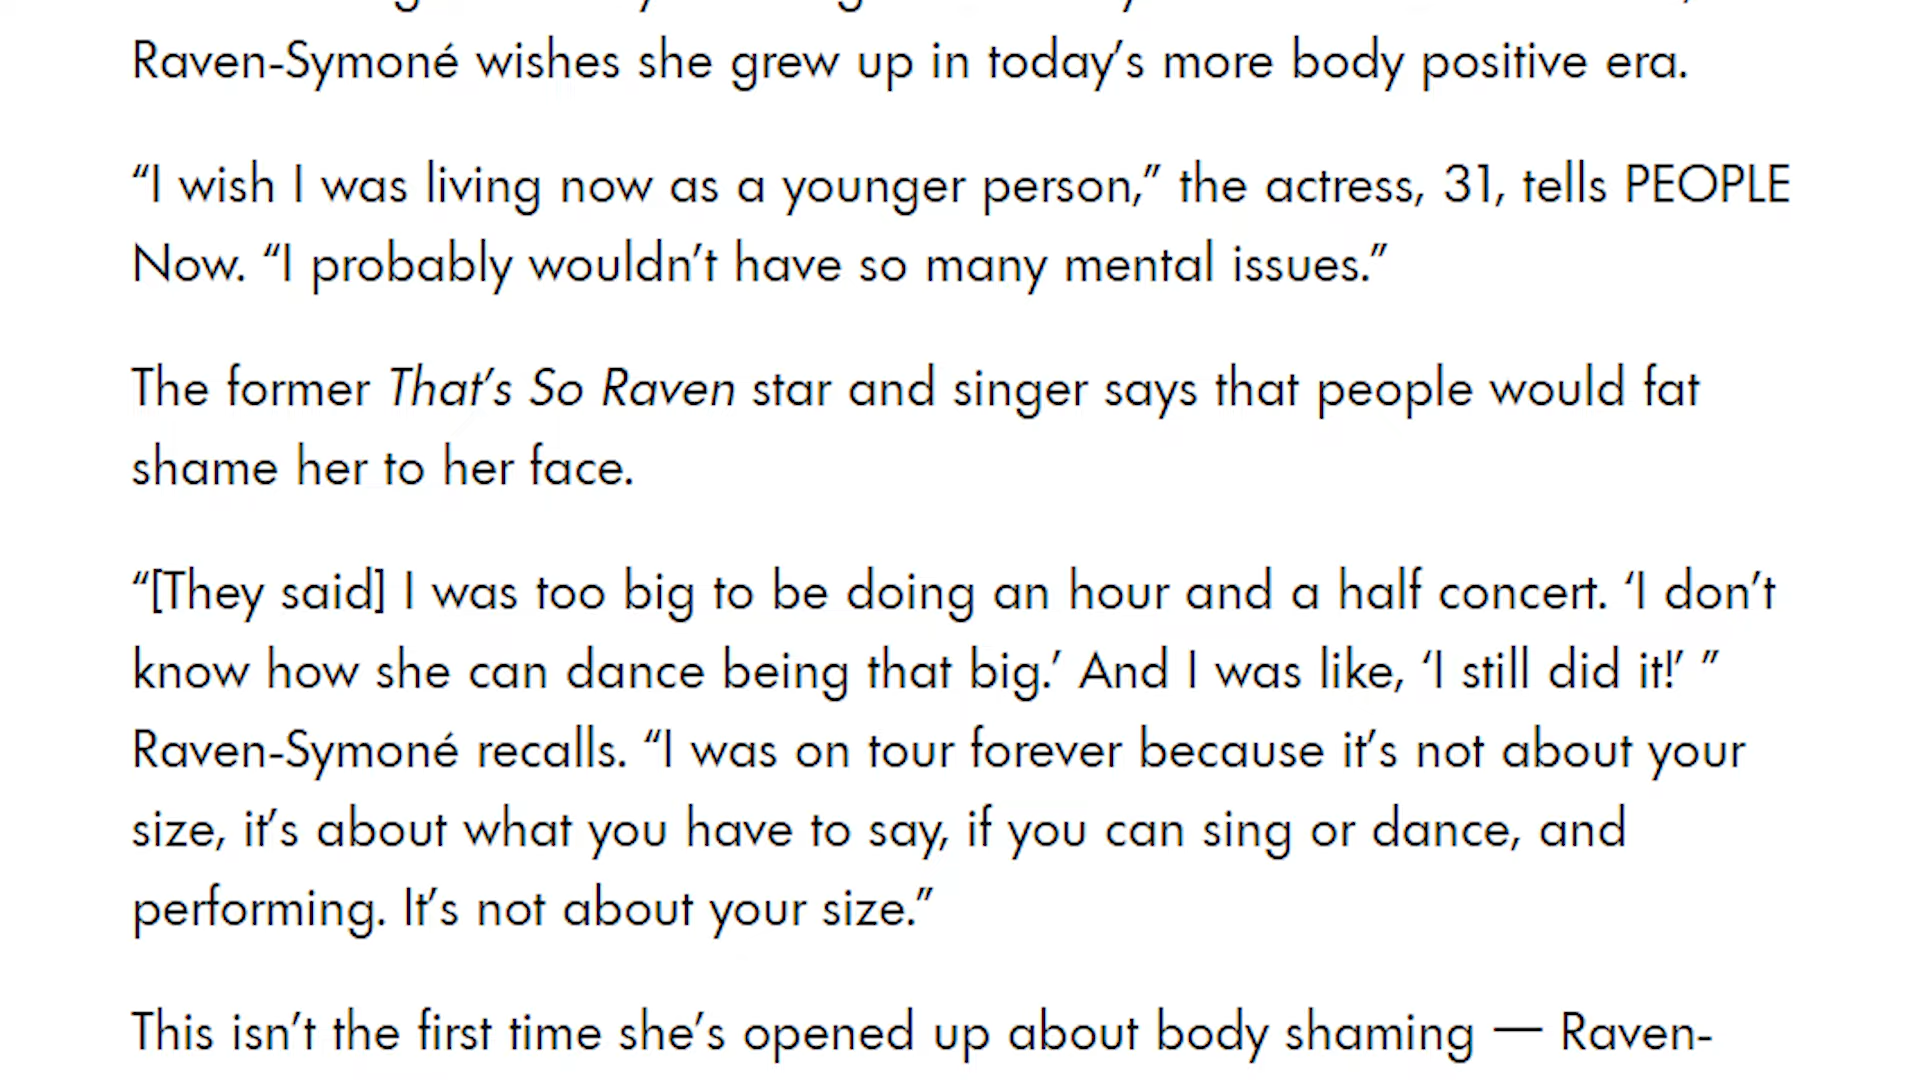 Raven-Symoné wishes she grew up in today’s more body positive era.
“I wish I was living now as a younger person,” the actress, 31, tells PEOPLE
Now. “I probably wouldn’t have so many mental issues.”
The former That’s So Raven star and singer says that people would fat
shame her to her face.
“[They said] I was too big to be doing an hour and a half concert. ‘I don’t
know how she can dance being that big.’ And I was like, ‘I still did it!’ ”
Raven-Symoné recalls. “I was on tour forever because it’s not about your
size, it’s about what you have to say, if you can sing or dance, and
performing. It’s not about your size.”
This isn’t the first time she’s opened up about body shaming — Raven-